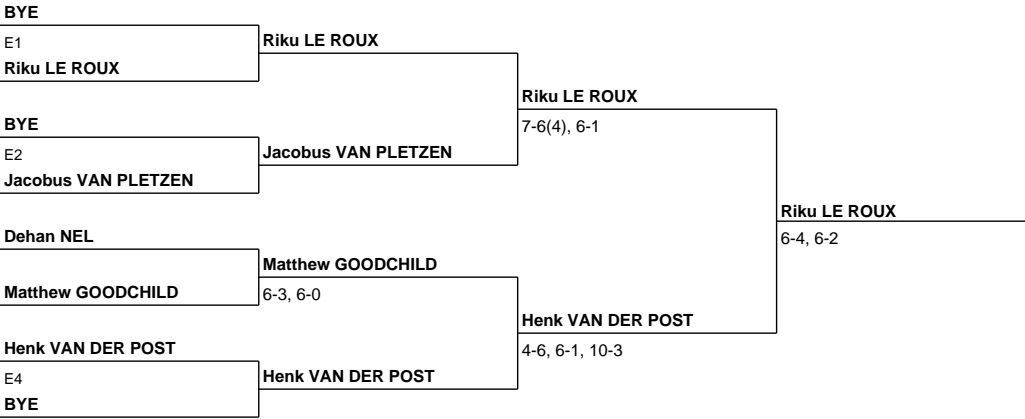 BYE
E1
Riku LE ROUX
Riku LE ROUX
BYE
E2
Jacobus VAN PLETZEN
Jacobus VAN PLETZEN
Riku LE ROUX
7-6(4), 6-1
Dehan NEL
Matthew GOODCHILD
Matthew GOODCHILD
6-3, 6-0
Henk VAN DER POST
E4
BYE
Henk VAN DER POST
Henk VAN DER POST
4-6, 6-1, 10-3
Riku LE ROUX
6-4, 6-2